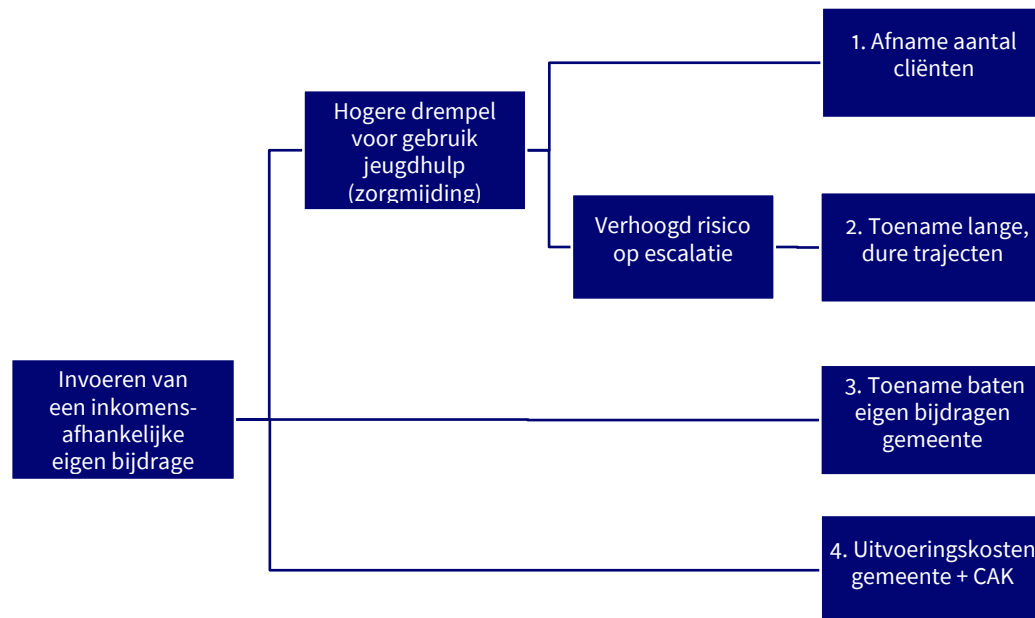 1. Afname aantal
cliënten
Hogere drempel
voor gebruik
jeugdhulp
(zorgmijding)
Verhoogd risico
op escalatie
2. Toename lange,
dure trajecten
Invoeren van
een inkomens-
afhankelijke
eigen bijdrage
3. Toename baten
eigen bijdragen
gemeente
4. Uitvoeringskosten
gemeente + CAK